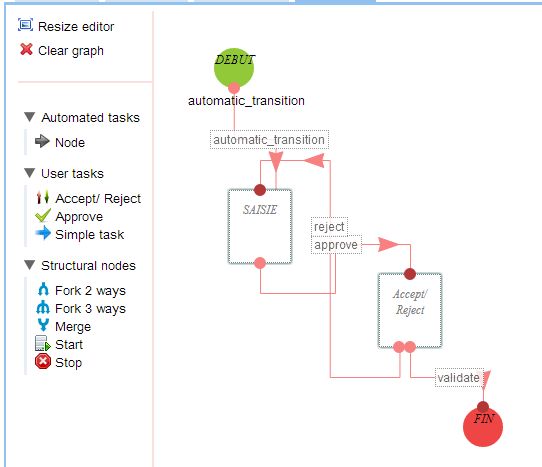 Resize editor
Clear graph
Automated tasks
Node
User tasks
Accept/ Reject
Approve
Simple task
Structural nodes
Fork 2 ways
Fork 3 ways
Merge
Start
Stop
DEBUT
automatic_transition
automatic_transition
SAISIE
reject
approve
Accept/
Reject
validate
FIN